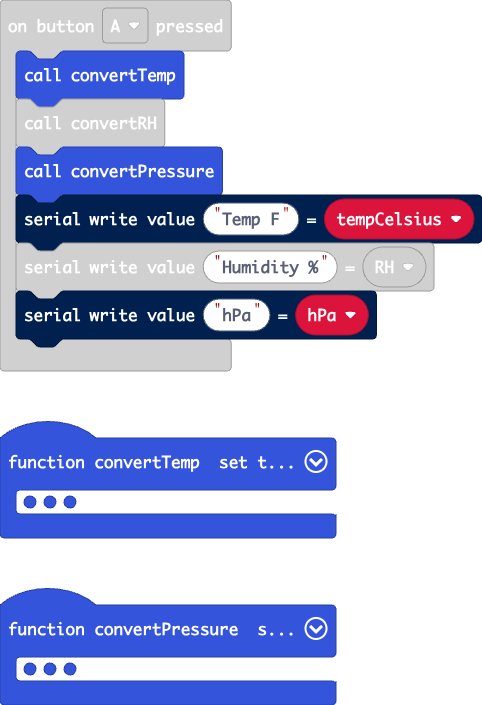 on button A pressed
call convertTemp
call convertRH
call convertPressure
serial write value "Temp F" = tempCelsius
serial write value "Humidity %" = RH
serial write value "hPa" = hPa
function convertTemp set t...
function convertPressure s...